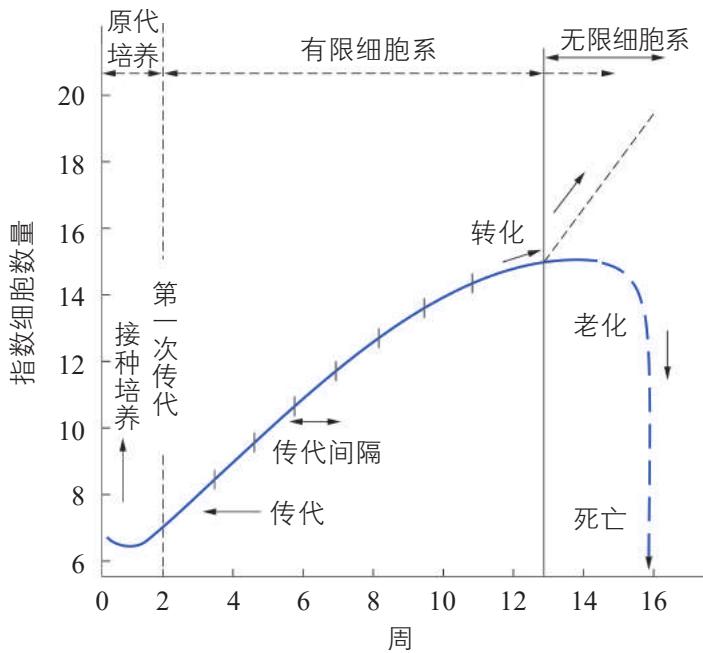 原代
培养
有限细胞系
无限细胞系
20
18
16
14
12
10
8
6
指数细胞数量
接种培养
第一次传代
转化
老化
传代间隔
传代
死亡
0
2
4
6
8
10
12
14
16
周